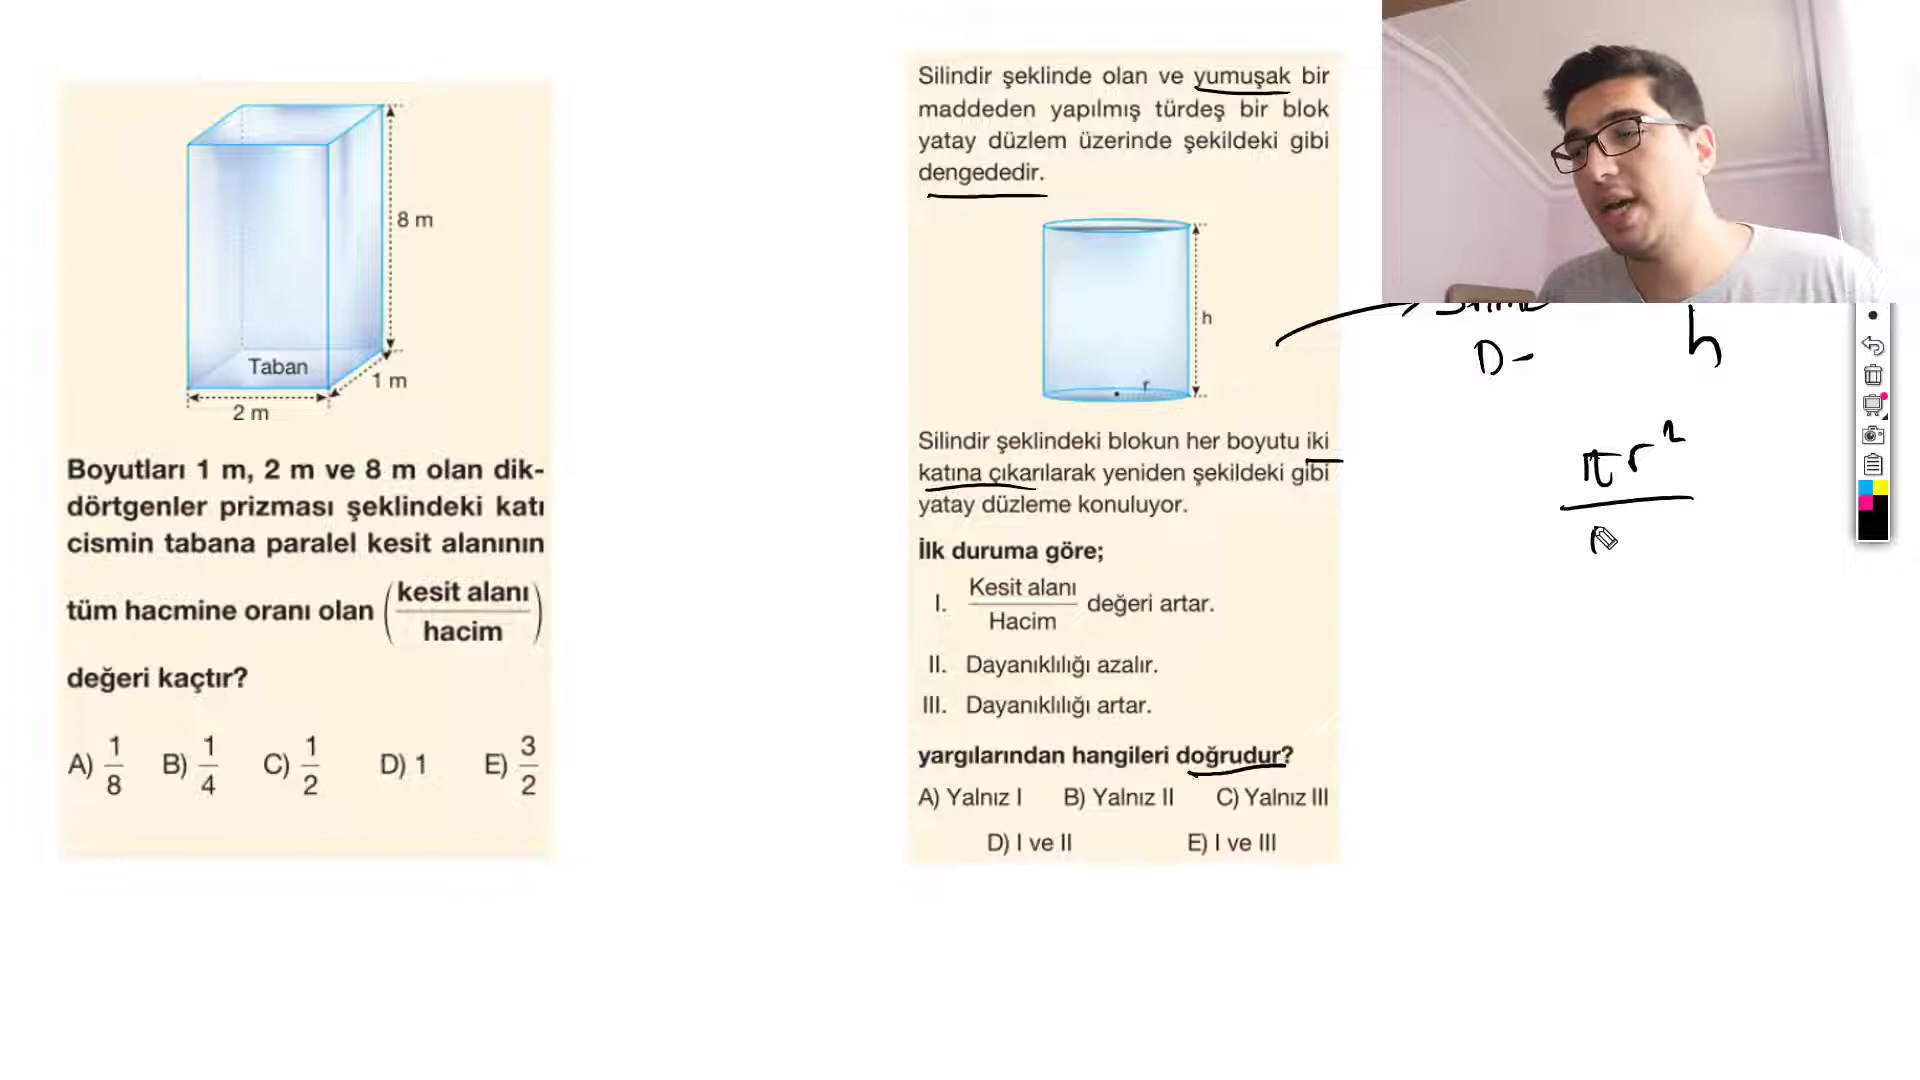 8 m
Taban
1 m
2 m
Boyutları 1 m, 2 m ve 8 m olan dik-
dörtgenler prizması şeklindeki katı
cismin tabana paralel kesit alanının
tüm hacmine oranı olan (kesit alanı / hacim)
değeri kaçtır?
A) 1/8 B) 1/4 C) 1/2 D) 1 E) 3/2
Silindir şeklinde olan ve yumuşak bir
maddeden yapılmış türdeş bir blok
yatay düzlem üzerinde şekildeki gibi
dengededir.
h
r
Silindir şeklindeki blokun her boyutu iki
katına çıkarılarak yeniden şekildeki gibi
yatay düzleme konuluyor.
İlk duruma göre;
I. Kesit alanı / Hacim değeri artar.
II. Dayanıklılığı azalır.
III. Dayanıklılığı artar.
yargılarından hangileri doğrudur?
A) Yalnız I B) Yalnız II C) Yalnız III
D) I ve II E) I ve III
D -
h
πr²